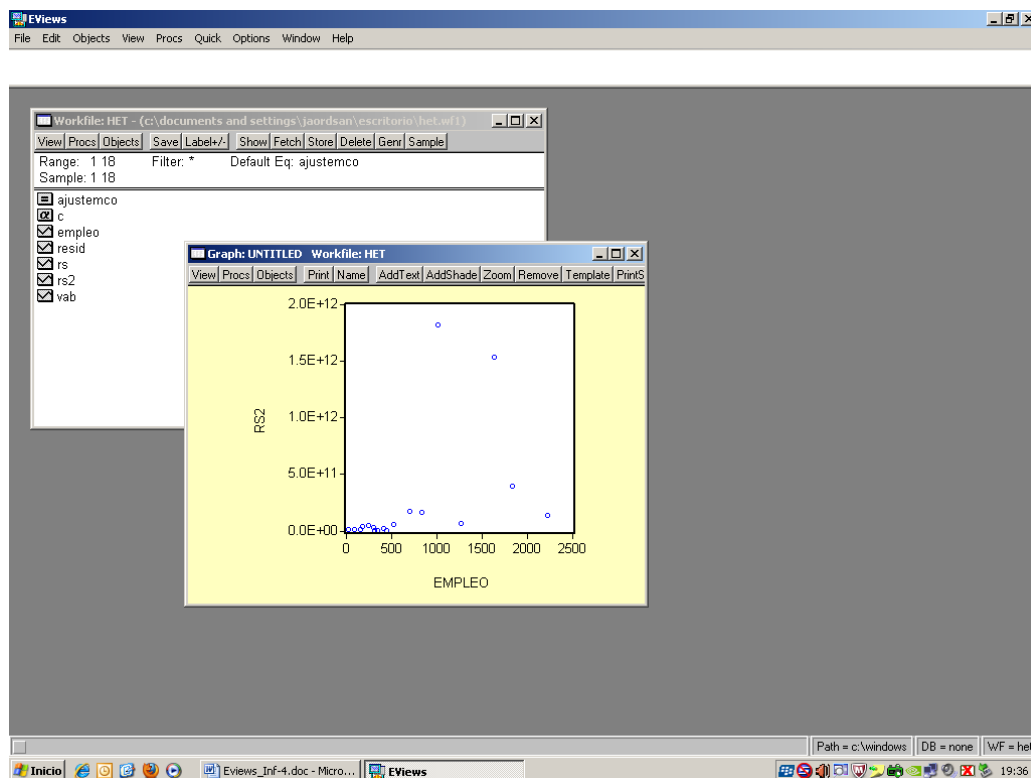 EViews
File Edit Objects View Procs Quick Options Window Help
Workfile: HET - (c:\documents and settings\jaordsan\escritorio\het.wf1)
View Procs Objects Save Label+/- Show Fetch Store Delete Genr Sample
Range: 1 18 Filter: * Default Eq: ajustemco
Sample: 1 18
ajustemco
c
empleo
resid
rs
rs2
vab
Graph: UNTITLED Workfile: HET
View Procs Objects Print Name AddText AddShade Zoom Remove Template PrintS
2.0E+12
1.5E+12
1.0E+12
5.0E+11
0.0E+00
RS2
0 500 1000 1500 2000 2500
EMPLEO
Path = c:\windows DB = none WF = het
Inicio Eviews_Inf-4.doc - Micro... EViews 19:36